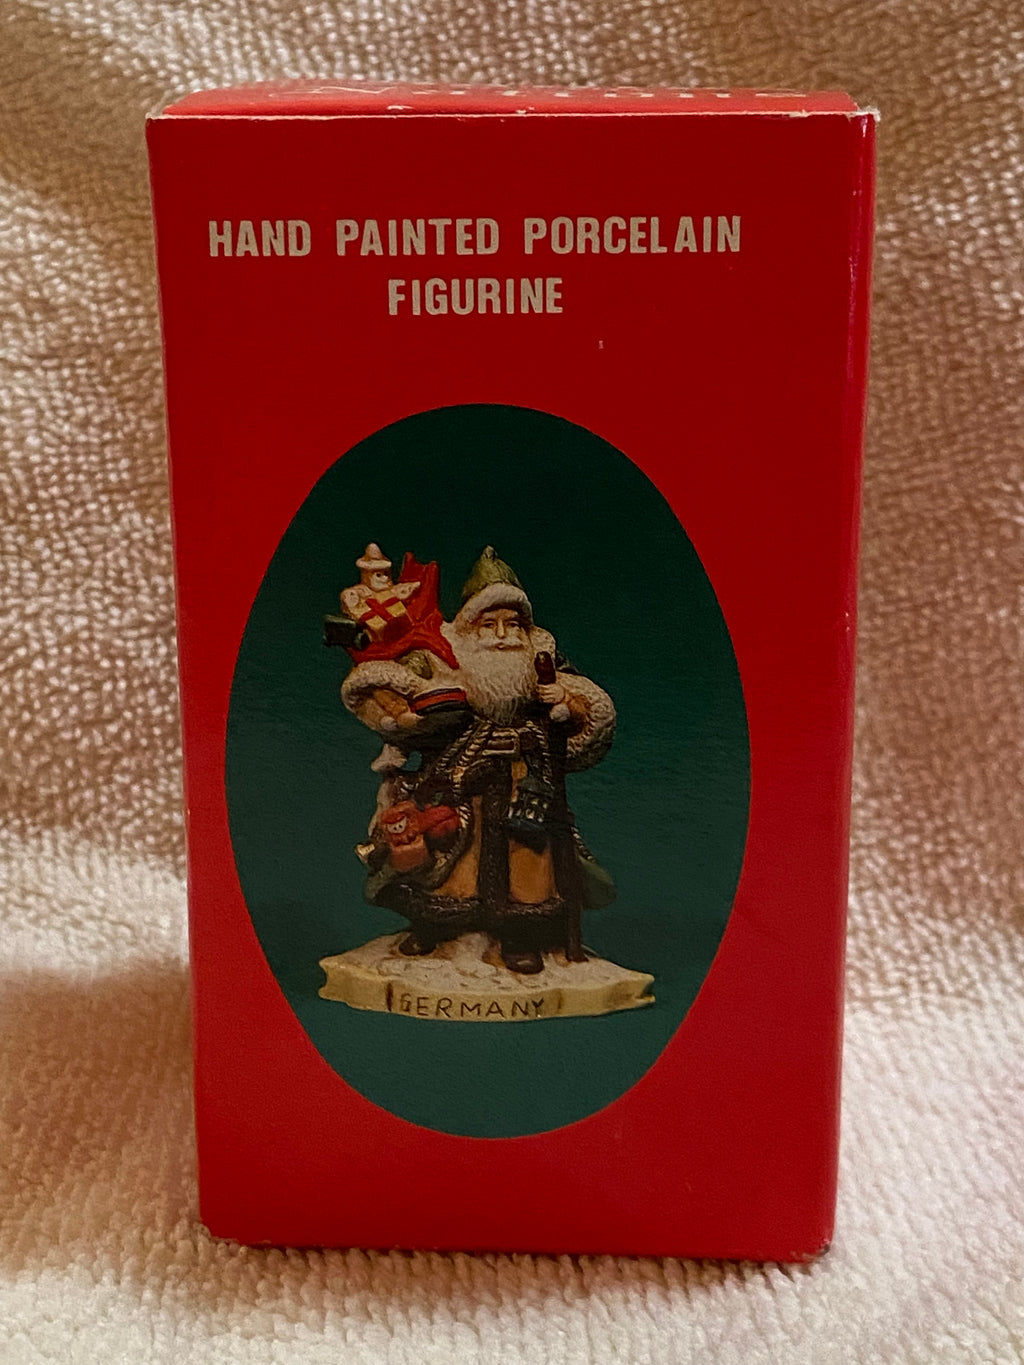 HAND PAINTED PORCELAIN
FIGURINE
GERMANY